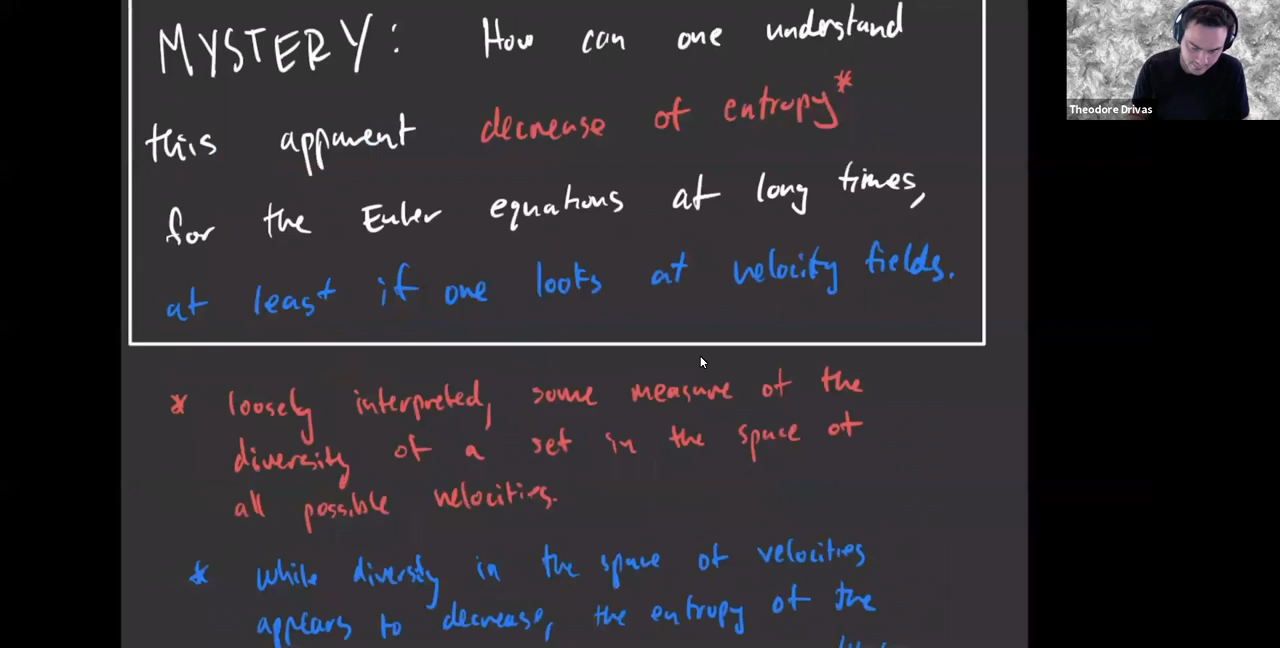 MYSTERY: How can one understand
this apparent decrease of entropy*
for the Euler equations at long times,
at least if one looks at velocity fields.
* loosely interpreted, some measure of the
diversity of a set in the space of
all possible velocities.
* while diversity in the space of velocities
appears to decrease, the entropy of the
Theodore Drivas